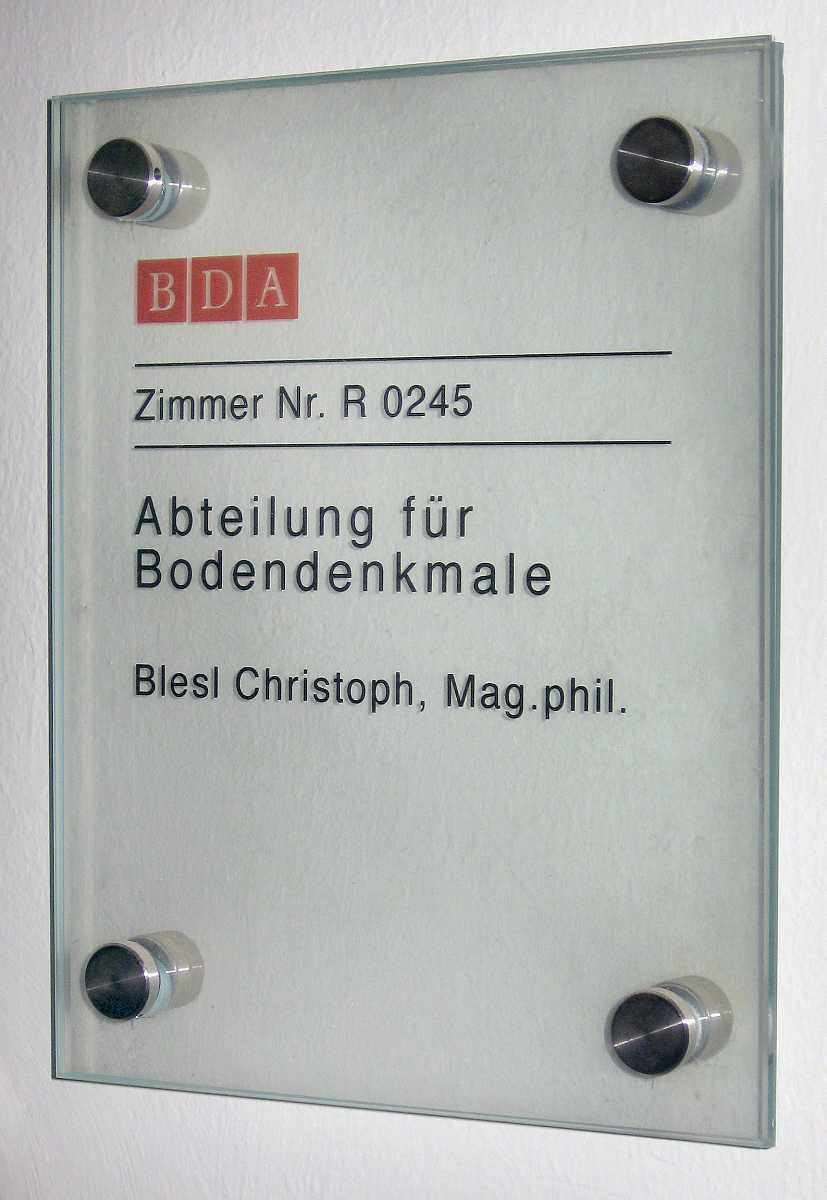 BDA
Zimmer Nr. R 0245
Abteilung für
Bodendenkmale
Blesl Christoph, Mag.phil.